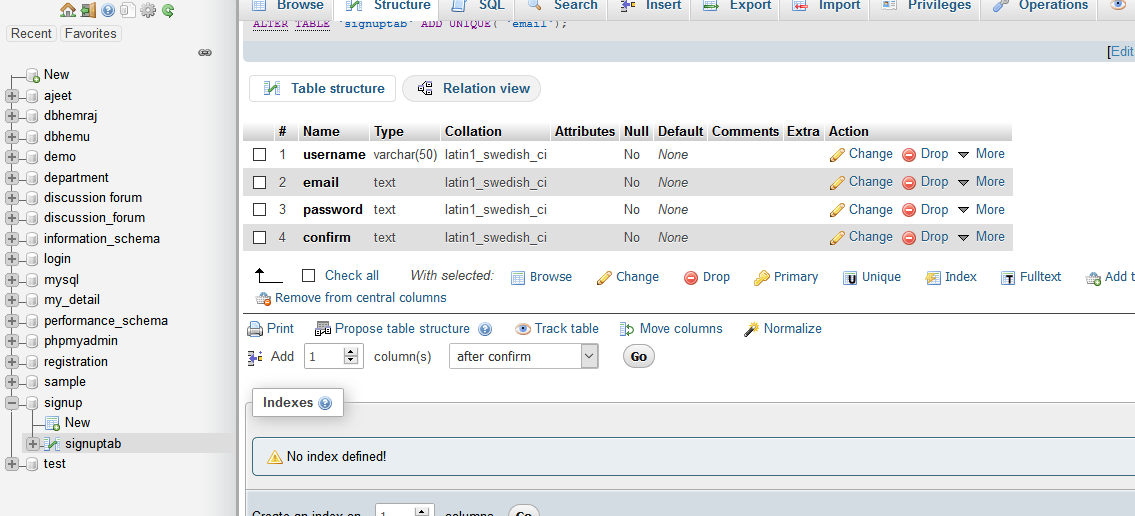 Browse Structure SQL Search Insert Export Import Privileges Operations
ALTER TABLE `signuptab` ADD UNIQUE( `email`);
[Edit
Recent Favorites
New
ajeet
dbhemraj
dbhemu
demo
department
discussion forum
discussion_forum
information_schema
login
mysql
my_detail
performance_schema
phpmyadmin
registration
sample
signup
New
signuptab
test
Table structure Relation view
# Name Type Collation Attributes Null Default Comments Extra Action
1 username varchar(50) latin1_swedish_ci No None Change Drop More
2 email text latin1_swedish_ci No None Change Drop More
3 password text latin1_swedish_ci No None Change Drop More
4 confirm text latin1_swedish_ci No None Change Drop More
Check all With selected: Browse Change Drop Primary Unique Index Fulltext Add t
Remove from central columns
Print Propose table structure Track table Move columns Normalize
Add 1 column(s) after confirm Go
Indexes
No index defined!
Create an index on 1 columns Go